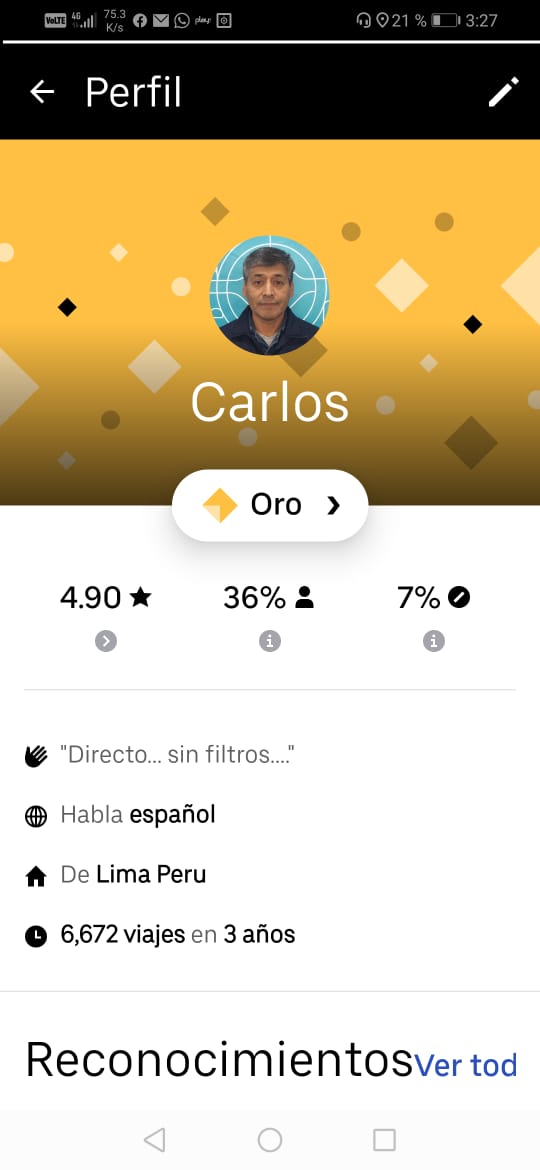 VoLTE 4G 75.3 K/s play! 21 % 3:27
Perfil
Carlos
Oro
4.90 36% 7%
"Directo... sin filtros...."
Habla español
De Lima Peru
6,672 viajes en 3 años
Reconocimientos Ver tod